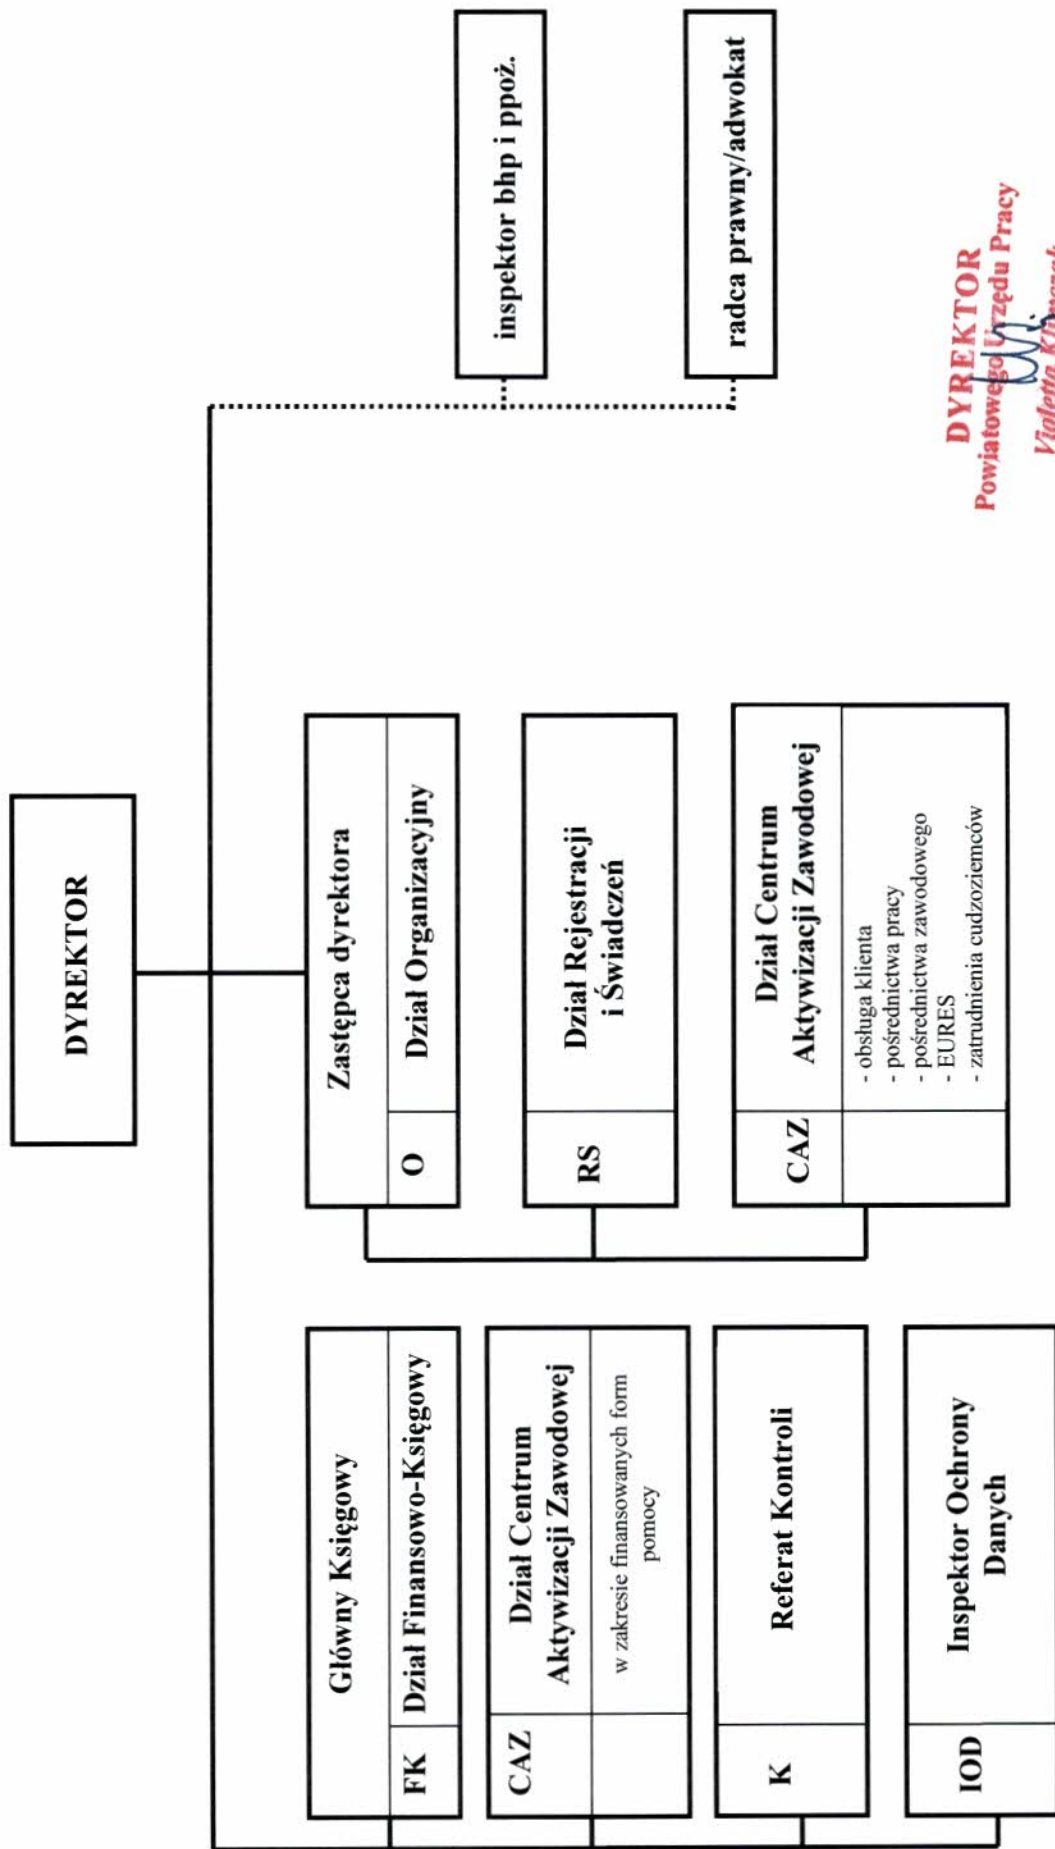 DYREKTOR
Główny Księgowy
FK
Dział Finansowo-Księgowy
CAZ
Dział Centrum
Aktywizacji Zawodowej
w zakresie finansowanych form
pomocy
K
Referat Kontroli
IOD
Inspektor Ochrony
Danych
Zastępca dyrektora
O
Dział Organizacyjny
RS
Dział Rejestracji
i Świadczeń
CAZ
Dział Centrum
Aktywizacji Zawodowej
- obsługa klienta
- pośrednictwa pracy
- pośrednictwa zawodowego
- EURES
- zatrudnienia cudzoziemców
inspektor bhp i ppoż.
radca prawny/adwokat
DYREKTOR
Powiatowego Urzędu Pracy
Violetta